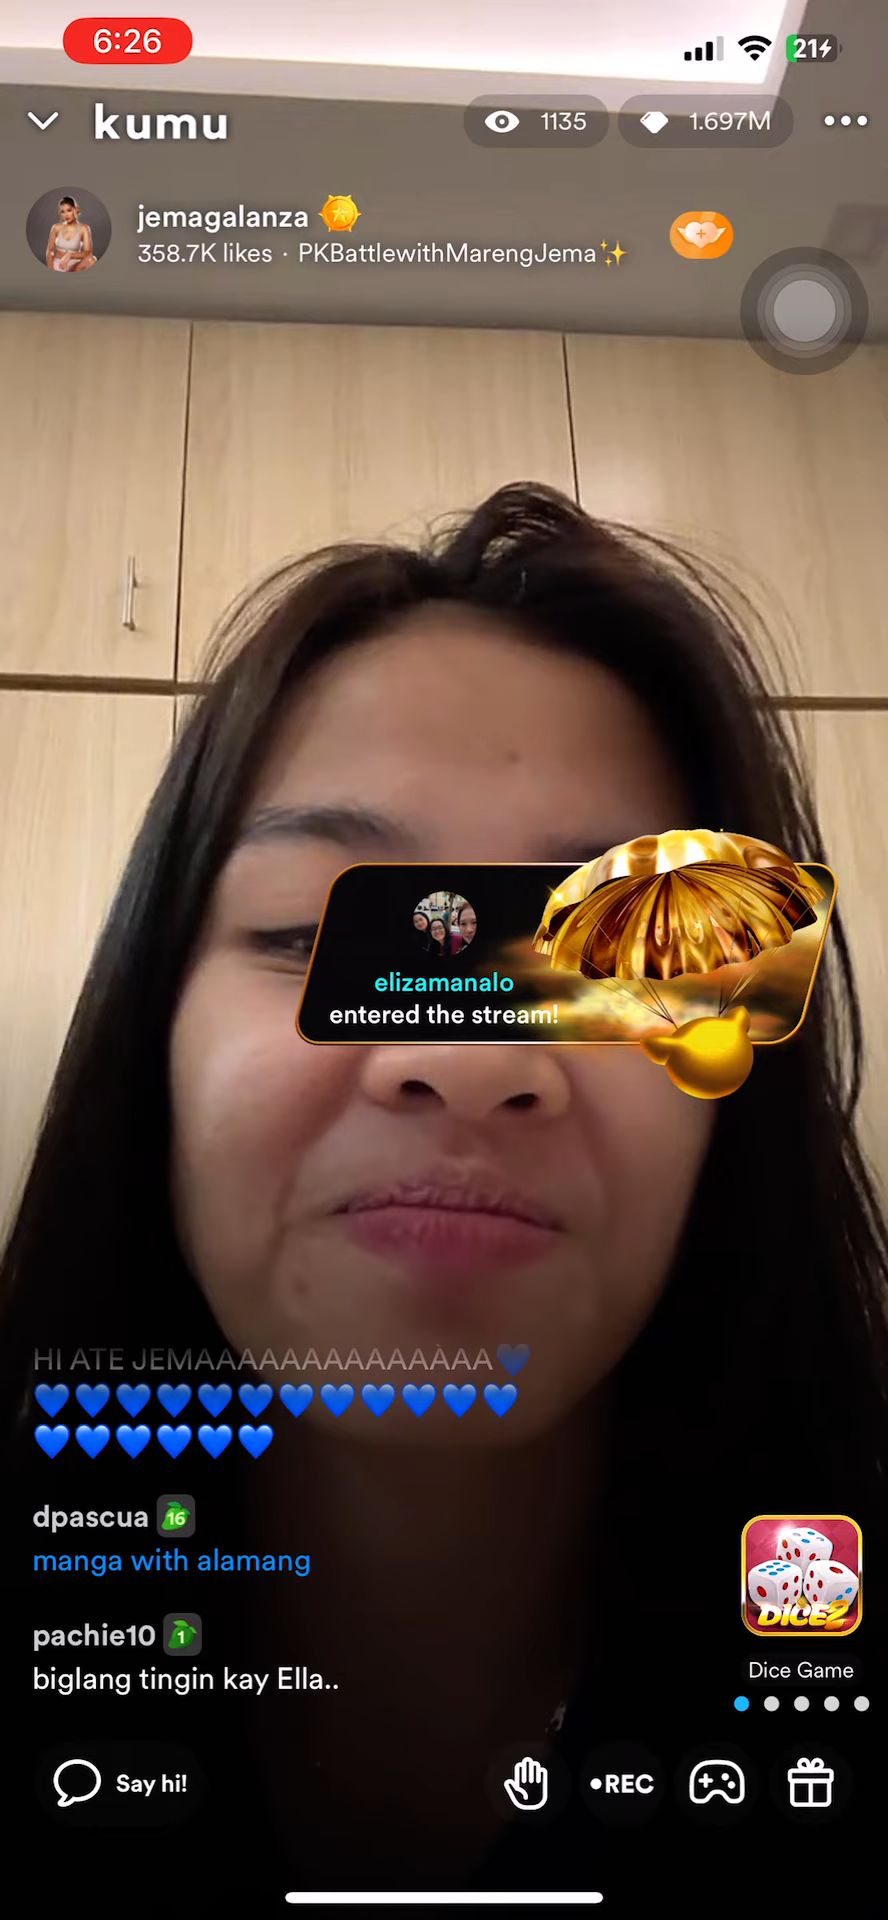 6:26
21
kumu
1135
1.697M
jemagalanza
358.7K likes · PKBattlewithMarengJema✨
elizamanalo
entered the stream!
HI ATE JEMAAAAAAAAAAAAAÀAA💙
💙💙💙💙💙💙💙💙💙💙💙💙
💙💙💙💙💙💙
dpascua 16
manga with alamang
pachie10 1
biglang tingin kay Ella..
DICE2
Dice Game
Say hi!
•REC